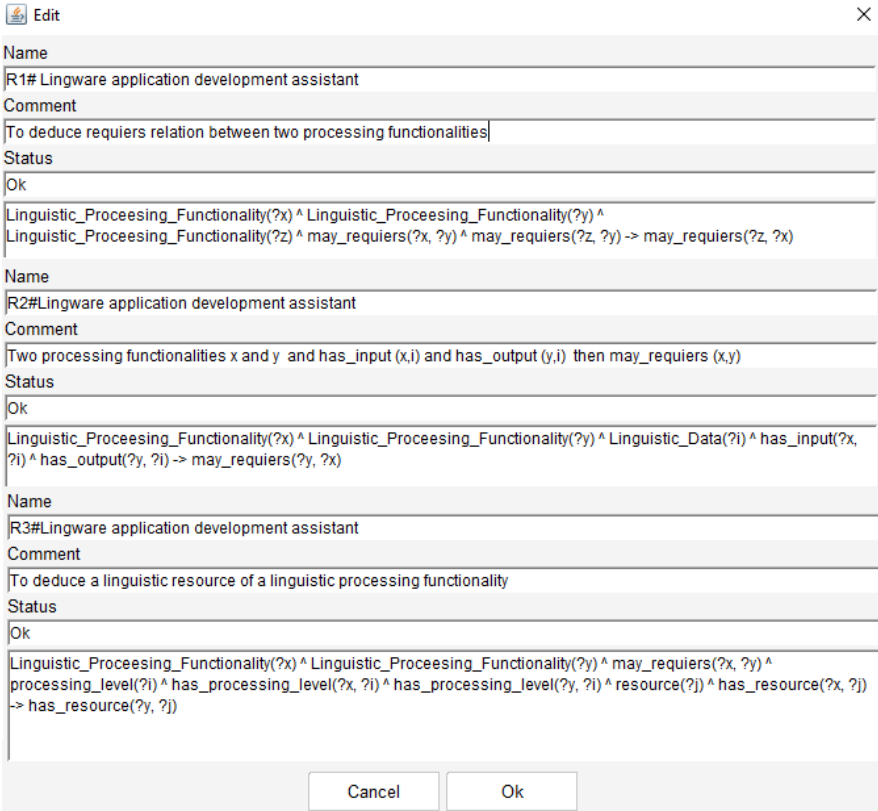 Edit
Name
R1# Lingware application development assistant
Comment
To deduce requiers relation between two processing functionalities
Status
Ok
Linguistic_Proceesing_Functionality(?x) ^ Linguistic_Proceesing_Functionality(?y) ^
Linguistic_Proceesing_Functionality(?z) ^ may_requiers(?x, ?y) ^ may_requiers(?z, ?y) -> may_requiers(?z, ?x)
Name
R2#Lingware application development assistant
Comment
Two processing functionalities x and y and has_input (x,i) and has_output (y,i) then may_requiers (x,y)
Status
Ok
Linguistic_Proceesing_Functionality(?x) ^ Linguistic_Proceesing_Functionality(?y) ^ Linguistic_Data(?i) ^ has_input(?x,
?i) ^ has_output(?y, ?i) -> may_requiers(?y, ?x)
Name
R3#Lingware application development assistant
Comment
To deduce a linguistic resource of a linguistic processing functionality
Status
Ok
Linguistic_Proceesing_Functionality(?x) ^ Linguistic_Proceesing_Functionality(?y) ^ may_requiers(?x, ?y) ^
processing_level(?i) ^ has_processing_level(?x, ?i) ^ has_processing_level(?y, ?i) ^ resource(?j) ^ has_resource(?x, ?j)
-> has_resource(?y, ?j)
Cancel Ok